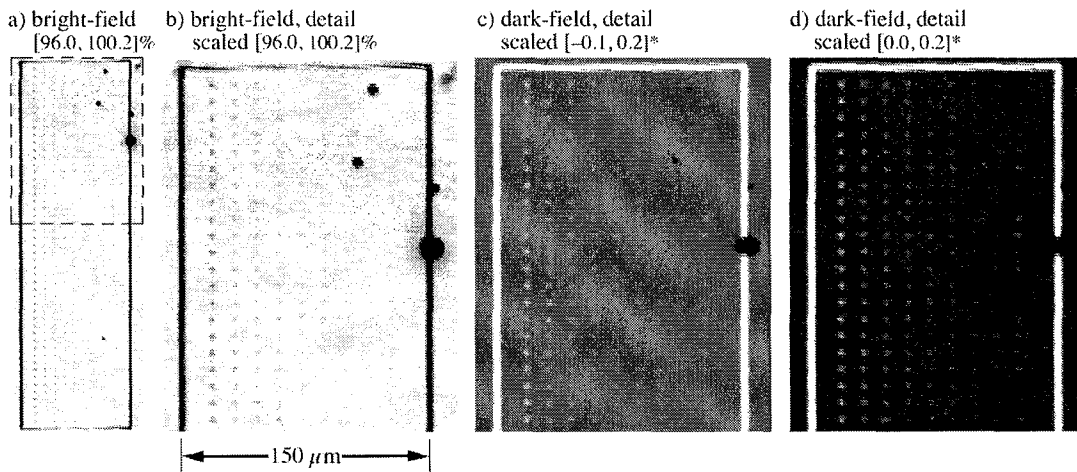 a) bright-field
[96.0, 100.2]%
b) bright-field, detail
scaled [96.0, 100.2]%
c) dark-field, detail
scaled [−0.1, 0.2]*
d) dark-field, detail
scaled [0.0, 0.2]*
150 μm